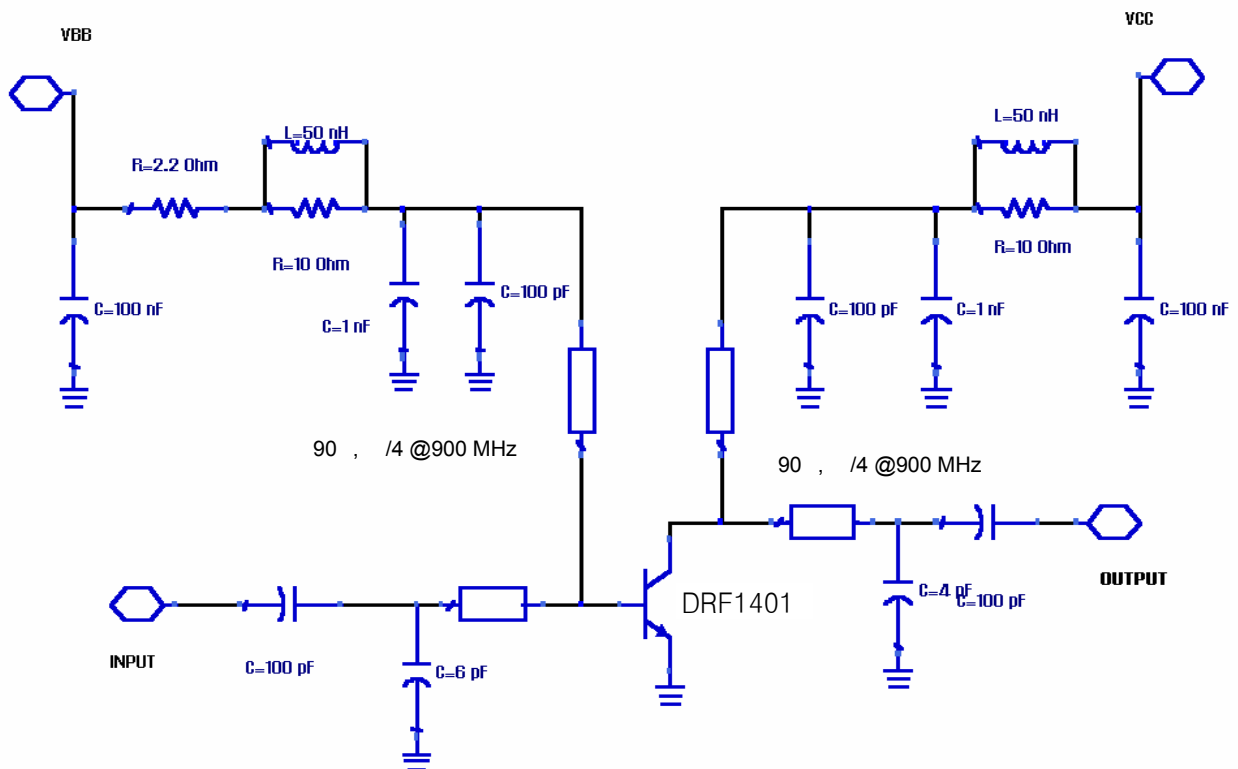 VBB
VCC
L=50 nH
L=50 nH
R=2.2 Ohm
R=10 Ohm
R=10 Ohm
C=100 nF
C=1 nF
C=100 pF
C=100 pF
C=1 nF
C=100 nF
90 , /4 @900 MHz
90 , /4 @900 MHz
DRF1401
C=4 pF
C=100 pF
OUTPUT
INPUT
C=100 pF
C=6 pF